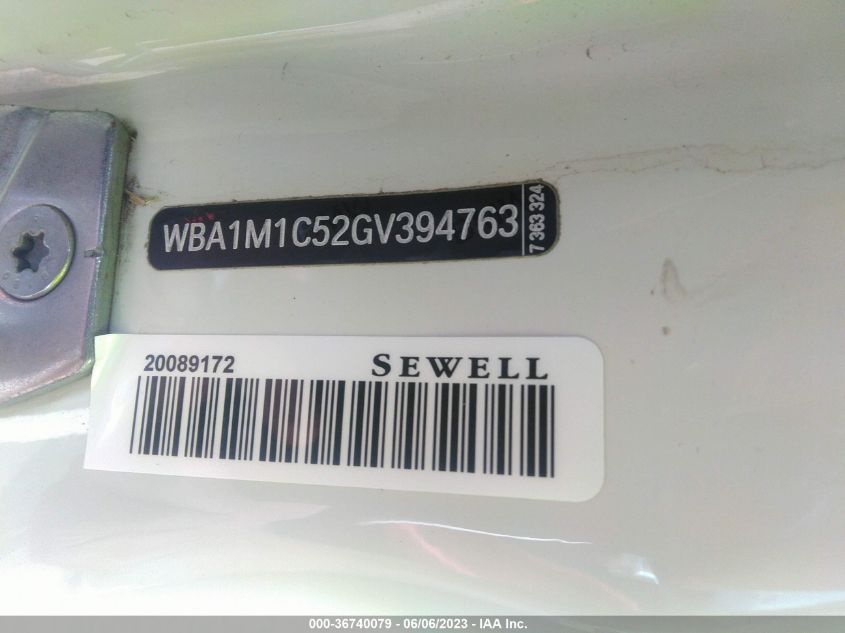 WBA1M1C52GV394763
7 363 324
20089172
SEWELL
000-36740079 - 06/06/2023 - IAA Inc.